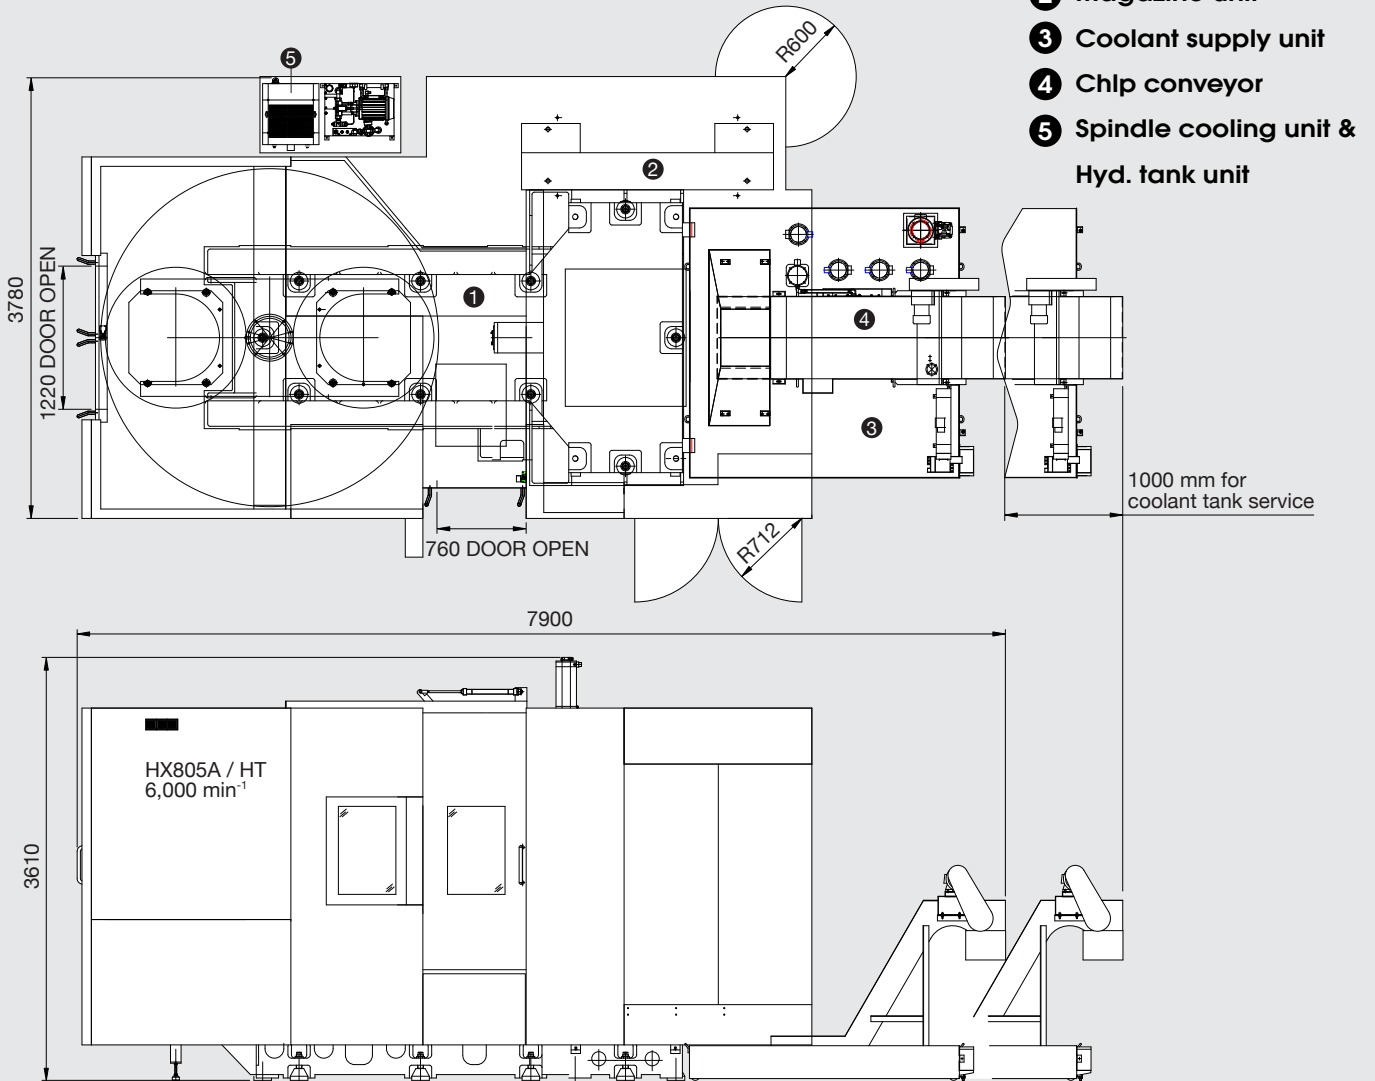 2 Magazine unit
3 Coolant supply unit
4 ChIp conveyor
5 Spindle cooling unit &
Hyd. tank unit
5
R600
2
3780
1220 DOOR OPEN
1
4
3
1000 mm for
coolant tank service
760 DOOR OPEN
R712
7900
HX805A / HT
6,000 min-1
3610